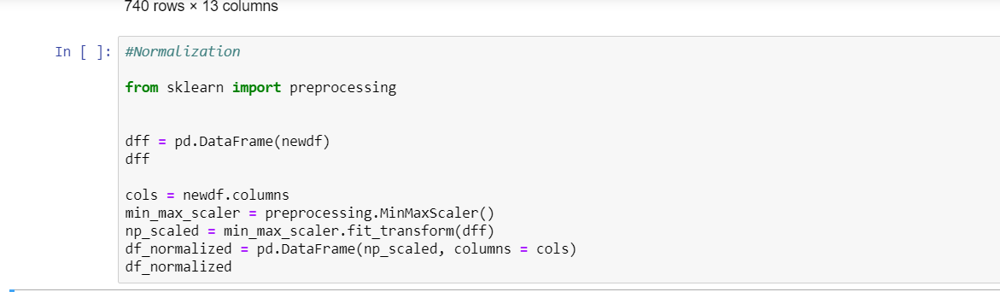 740 rows × 13 columns
In [ ]:
#Normalization
from sklearn import preprocessing
dff = pd.DataFrame(newdf)
dff
cols = newdf.columns
min_max_scaler = preprocessing.MinMaxScaler()
np_scaled = min_max_scaler.fit_transform(dff)
df_normalized = pd.DataFrame(np_scaled, columns = cols)
df_normalized